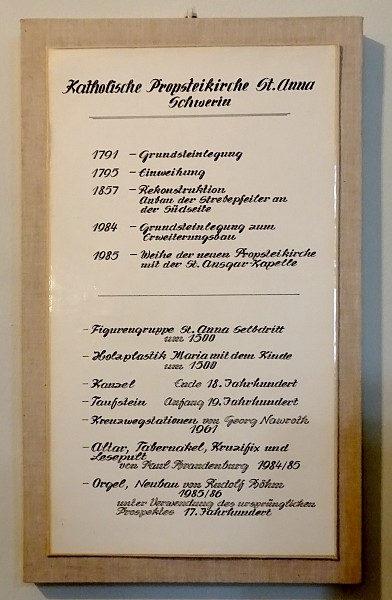 Katholische Propsteikirche St. Anna
Schwerin
1791 – Grundsteinlegung
1795 – Einweihung
1857 – Rekonstruktion
Anbau der Strebepfeiler an
der Südseite
1984 – Grundsteinlegung zum
Erweiterungsbau
1985 – Weihe der neuen Propsteikirche
mit der St. Ansgar Kapelle
– Figurengruppe St. Anna Selbdritt
um 1500
– Holzplastik Maria mit dem Kinde
um 1500
– Kanzel Ende 18. Jahrhundert
– Taufstein Anfang 19. Jahrhundert
– Kreuzwegstationen von Georg Nawroth
1961
– Altar, Tabernakel, Kruzifix und
Lesepult
von Paul Brandenburg 1984/85
– Orgel, Neubau von Rudolf Böhm
1985/86
unter Verwendung des ursprünglichen
Prospektes 17. Jahrhundert